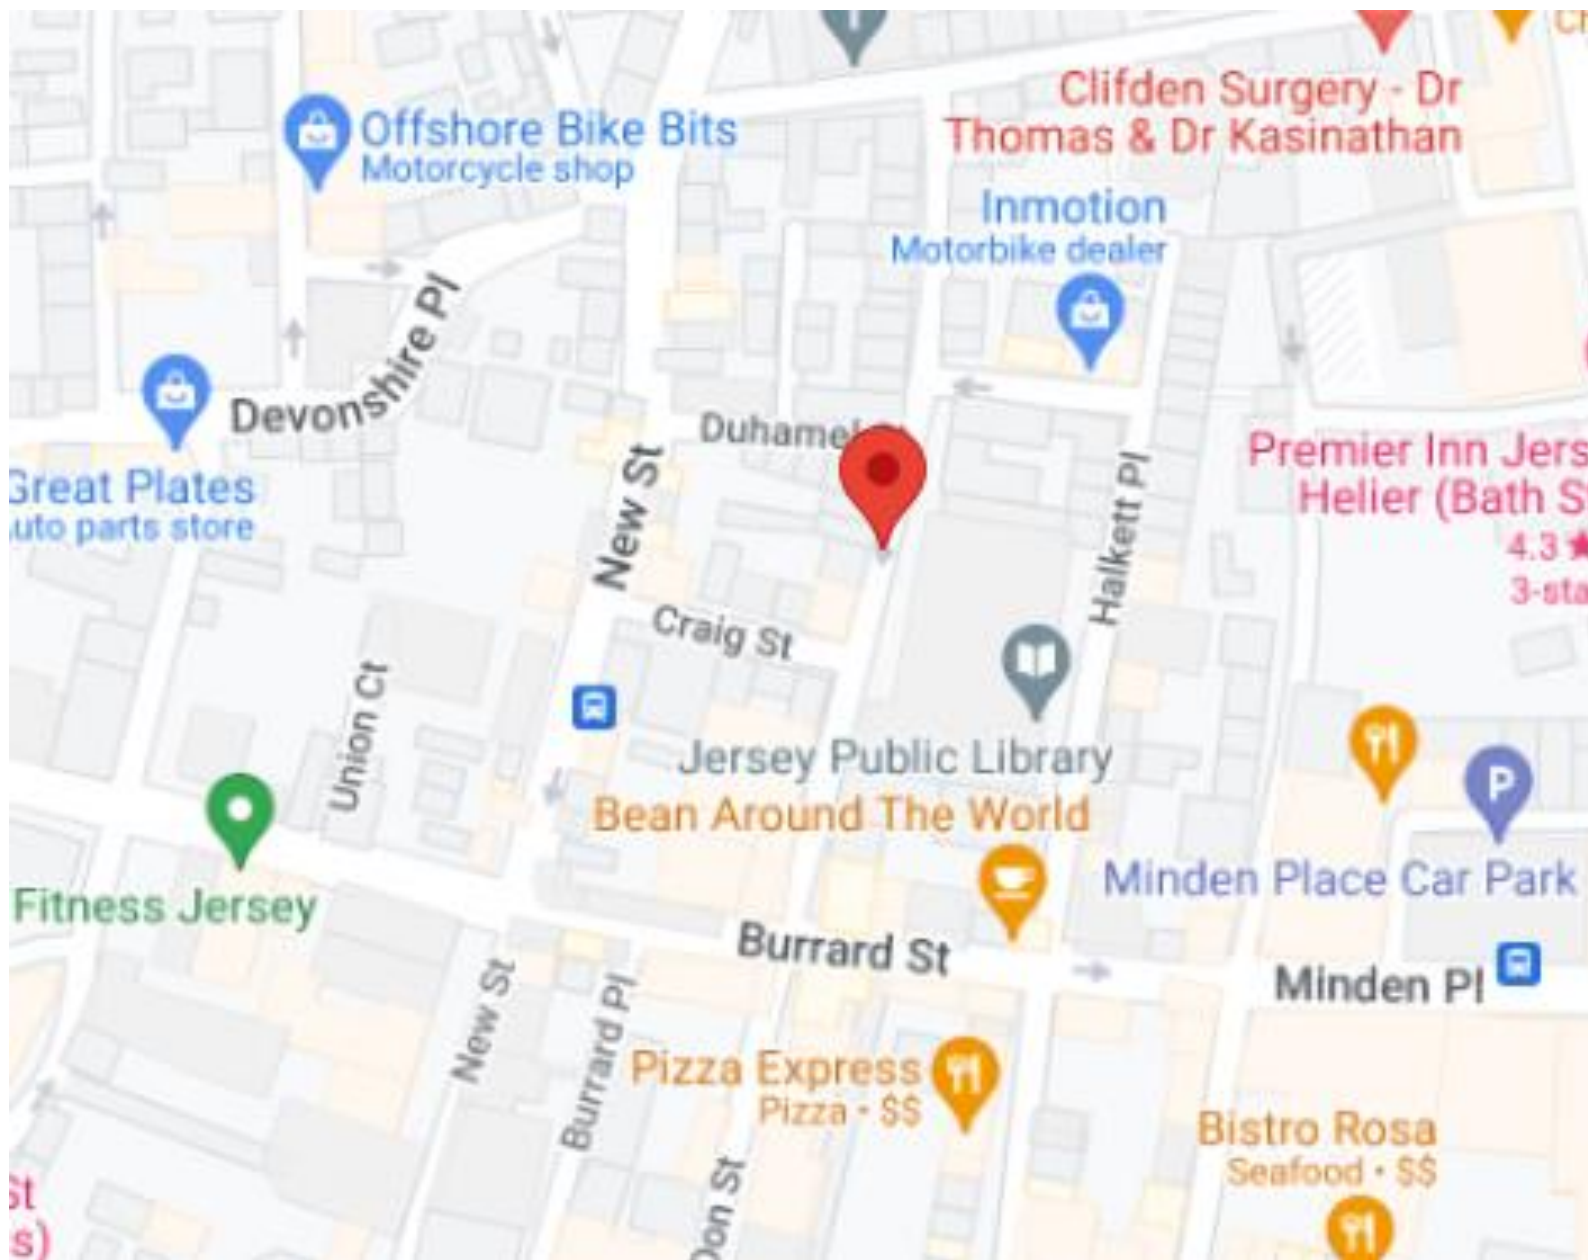 Clifden Surgery - Dr
Thomas & Dr Kasinathan
Offshore Bike Bits
Motorcycle shop
Inmotion
Motorbike dealer
Devonshire Pl
Duhamel
Great Plates
uto parts store
New St
Halkett Pl
Premier Inn Jers
Helier (Bath S
4.3 ★
3-sta
Craig St
Union Ct
Jersey Public Library
Bean Around The World
P
Minden Place Car Park
Fitness Jersey
Burrard St
Minden Pl
New St
Burrard Pl
Pizza Express
Pizza • $$
Bistro Rosa
Seafood • $$
Don St
St
s)